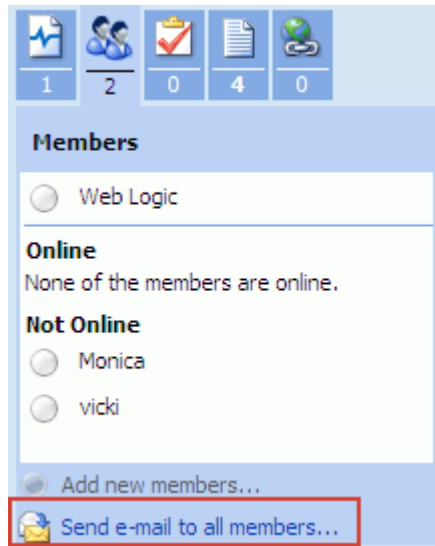 1 2 0 4 0
Members
Web Logic
Online
None of the members are online.
Not Online
Monica
vicki
Add new members...
Send e-mail to all members...